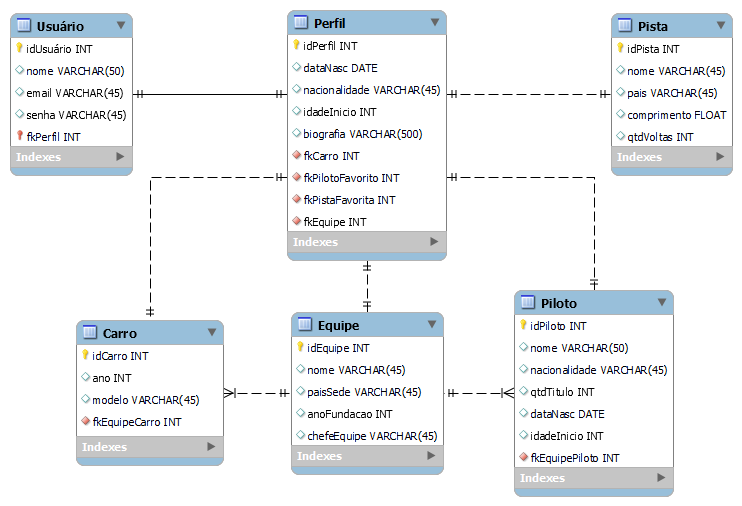 Usuário
idUsuário INT
nome VARCHAR(50)
email VARCHAR(45)
senha VARCHAR(45)
fkPerfil INT
Indexes
Perfil
idPerfil INT
dataNasc DATE
nacionalidade VARCHAR(45)
idadeInicio INT
biografia VARCHAR(500)
fkCarro INT
fkPilotoFavorito INT
fkPistaFavorita INT
fkEquipe INT
Indexes
Pista
idPista INT
nome VARCHAR(45)
pais VARCHAR(45)
comprimento FLOAT
qtdVoltas INT
Indexes
Carro
idCarro INT
ano INT
modelo VARCHAR(45)
fkEquipeCarro INT
Indexes
Equipe
idEquipe INT
nome VARCHAR(45)
paisSede VARCHAR(45)
anoFundacao INT
chefeEquipe VARCHAR(45)
Indexes
Piloto
idPiloto INT
nome VARCHAR(50)
nacionalidade VARCHAR(45)
qtdTitulo INT
dataNasc DATE
idadeInicio INT
fkEquipePiloto INT
Indexes